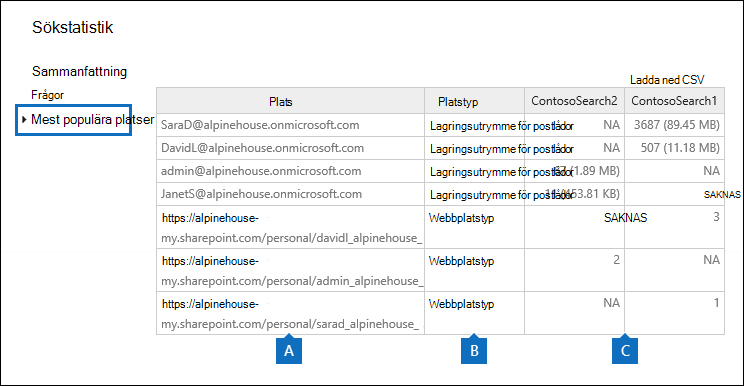 Sökstatistik
Sammanfattning
Frågor
Mest populära platser
Ladda ned CSV
Plats Platstyp ContosoSearch2 ContosoSearch1
SaraD@alpinehouse.onmicrosoft.com Lagringsutrymme för postlådor NA 3687 (89.45 MB)
DavidL@alpinehouse.onmicrosoft.com Lagringsutrymme för postlådor NA 507 (11.18 MB)
admin@alpinehouse.onmicrosoft.com Lagringsutrymme för postlådor (1.89 MB) NA
JanetS@alpinehouse.onmicrosoft.com Lagringsutrymme för postlådor 53.81 KB) SAKNAS
https://alpinehouse- Webbplatstyp SAKNAS 3
my.sharepoint.com/personal/davidl_alpinehouse_
https://alpinehouse- Webbplatstyp 2 NA
my.sharepoint.com/personal/admin_alpinehouse_
https://alpinehouse- Webbplatstyp NA 1
my.sharepoint.com/personal/sarad_alpinehouse_
A B C